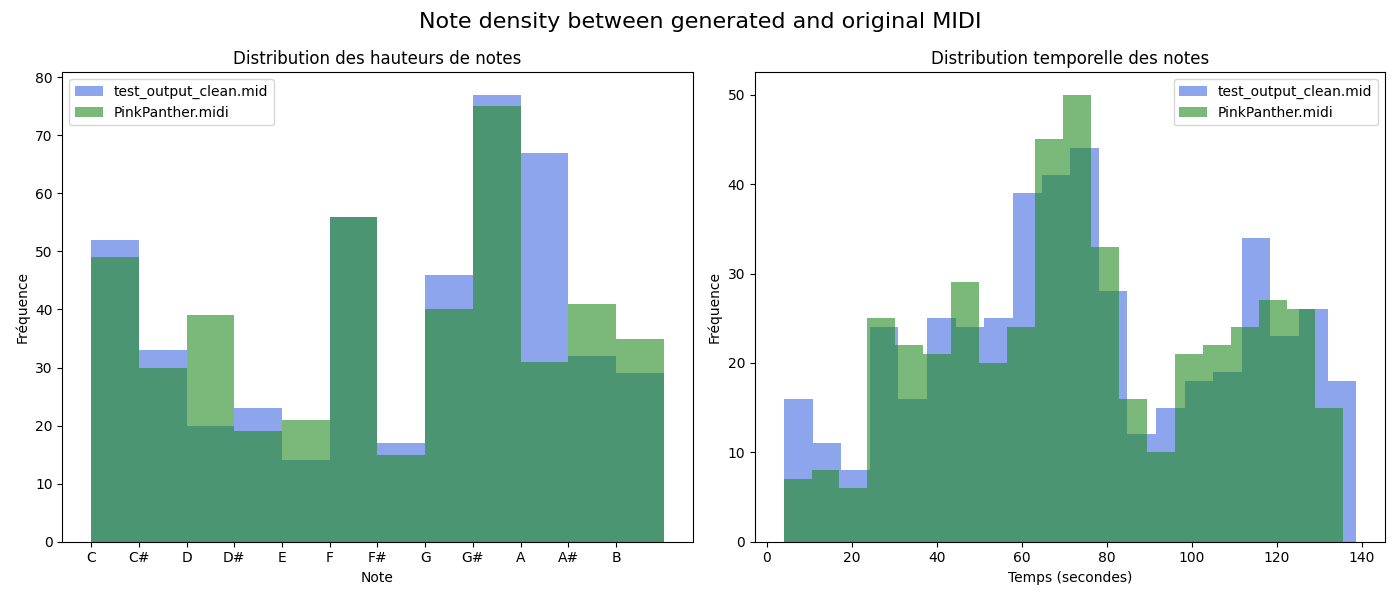 Note density between generated and original MIDI
Distribution des hauteurs de notes
test_output_clean.mid
PinkPanther.midi
Fréquence
80
70
60
50
40
30
20
10
0
C C# D D# E F F# G G# A A# B
Note
Distribution temporelle des notes
test_output_clean.mid
PinkPanther.midi
Fréquence
50
40
30
20
10
0
0 20 40 60 80 100 120 140
Temps (secondes)